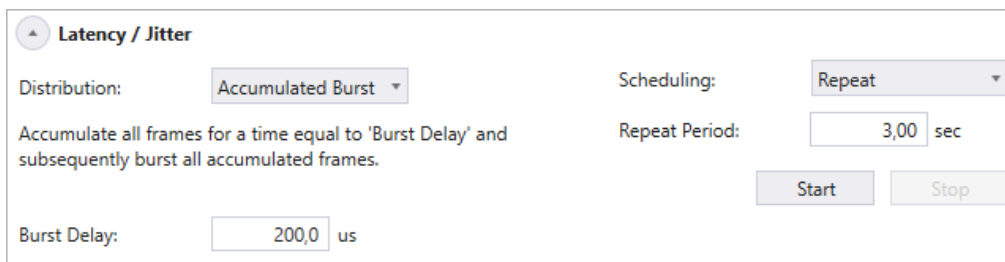 Latency / Jitter
Distribution: Accumulated Burst
Accumulate all frames for a time equal to 'Burst Delay' and
subsequently burst all accumulated frames.
Burst Delay: 200,0 us
Scheduling: Repeat
Repeat Period: 3,00 sec
Start Stop